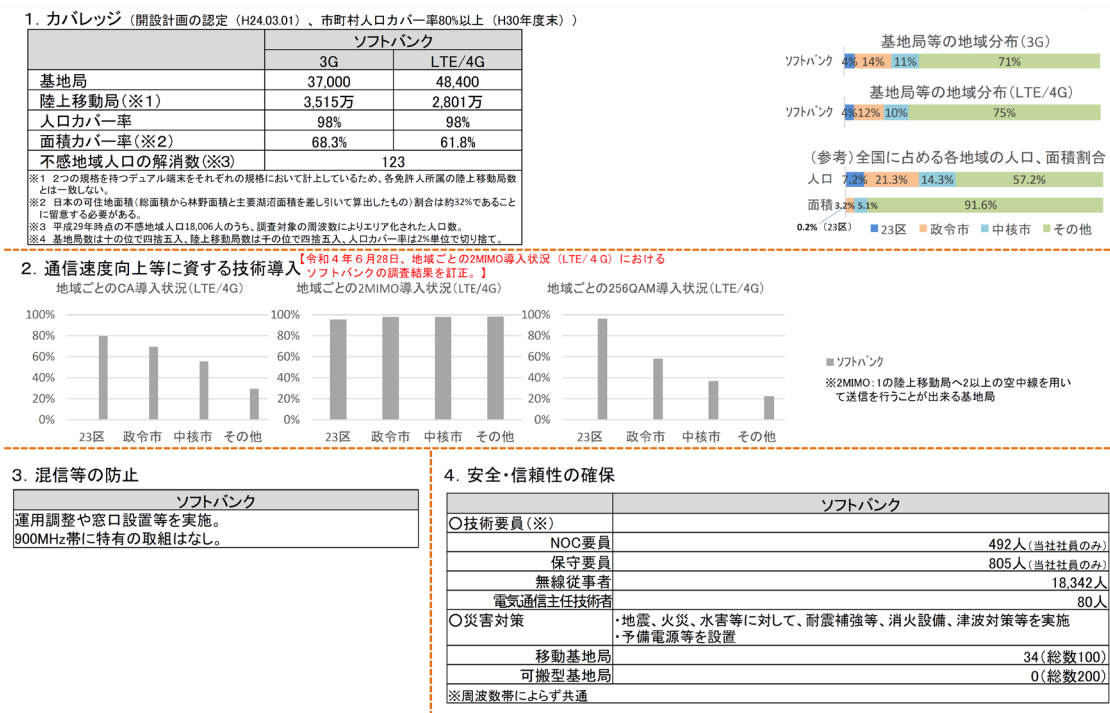 1. カバレッジ（開設計画の認定（H24.03.01）、市町村人口カバー率80%以上（H30年度末））
ソフトバンク
3G LTE/4G
基地局 37,000 48,400
陸上移動局（※1） 3,515万 2,801万
人口カバー率 98% 98%
面積カバー率（※2） 68.3% 61.8%
不感地域人口の解消数（※3） 123
※1 2つの規格を持つデュアル端末をそれぞれの規格において計上しているため、各免許人所属の陸上移動局数
とは一致しない。
※2 日本の可住地面積（総面積から林野面積と主要湖沼面積を差し引いて算出したもの）割合は約32%であること
に留意する必要がある。
※3 平成29年時点の不感地域人口18,006人のうち、調査対象の周波数によりエリア化された人口数。
※4 基地局数は十の位で四捨五入、陸上移動局数は千の位で四捨五入、人口カバー率は2%単位で切り捨て。
基地局等の地域分布（3G）
ソフトバンク 4% 14% 11% 71%
基地局等の地域分布（LTE/4G）
ソフトバンク 4% 12% 10% 75%
（参考）全国に占める各地域の人口、面積割合
人口 7.2% 21.3% 14.3% 57.2%
面積 3.2% 5.1% 91.6%
0.2%（23区） 23区 政令市 中核市 その他
2. 通信速度向上等に資する技術導入
【令和4年6月28日、地域ごとの2MIMO導入状況（LTE/4G）における
ソフトバンクの調査結果を訂正。】
地域ごとのCA導入状況（LTE/4G）
100%
80%
60%
40%
20%
0%
23区 政令市 中核市 その他
地域ごとの2MIMO導入状況（LTE/4G）
100%
80%
60%
40%
20%
0%
23区 政令市 中核市 その他
地域ごとの256QAM導入状況（LTE/4G）
100%
80%
60%
40%
20%
0%
23区 政令市 中核市 その他
ソフトバンク
※2MIMO：1の陸上移動局へ2以上の空中線を用い
て送信を行うことが出来る基地局
3. 混信等の防止
ソフトバンク
運用調整や窓口設置等を実施。
900MHz帯に特有の取組はなし。
4. 安全・信頼性の確保
ソフトバンク
〇技術要員（※）
NOC要員 492人（当社社員のみ）
保守要員 805人（当社社員のみ）
無線従事者 18,342人
電気通信主任技術者 80人
〇災害対策 ・地震、火災、水害等に対して、耐震補強等、消火設備、津波対策等を実施
・予備電源等を設置
移動基地局 34（総数100）
可搬型基地局 0（総数200）
※周波数帯によらず共通